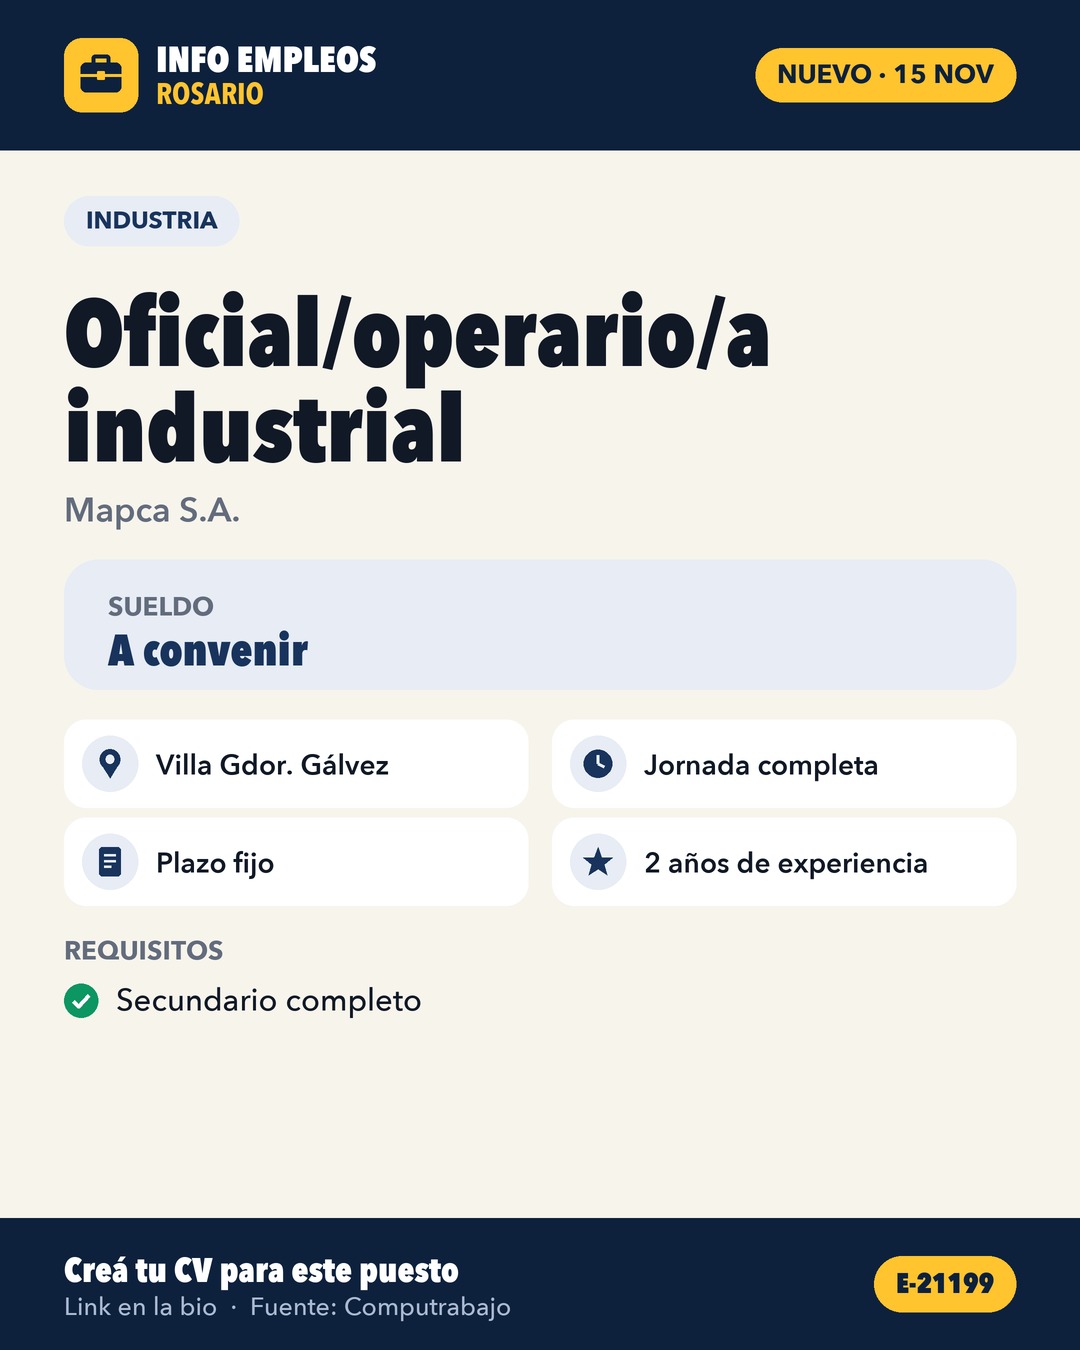 INFO EMPLEOS
ROSARIO
NUEVO · 15 NOV
INDUSTRIA
Oficial/operario/a
industrial
Mapca S.A.
SUELDO
A convenir
Villa Gdor. Gálvez
Jornada completa
Plazo fijo
2 años de experiencia
REQUISITOS
Secundario completo
Creá tu CV para este puesto
Link en la bio · Fuente: Computrabajo
E-21199